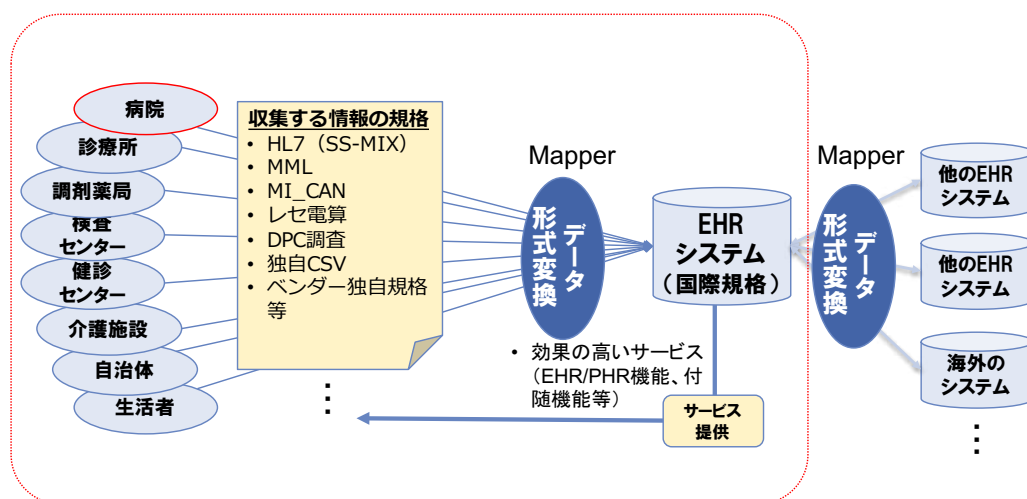 病院
診療所
調剤薬局
検査
センター
健診
センター
介護施設
自治体
生活者
収集する情報の規格
• HL7（SS-MIX）
• MML
• MI_CAN
• レセ電算
• DPC調査
• 独自CSV
• ベンダー独自規格
等
⋮
Mapper
データ
形式変換
• 効果の高いサービス
（EHR/PHR機能、付
随機能等）
EHR
システム
（国際規格）
サービス
提供
Mapper
データ
形式変換
他のEHR
システム
他のEHR
システム
海外の
システム
⋮